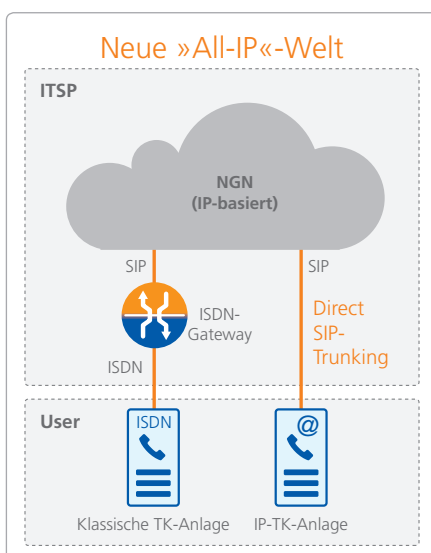 Neue »All-IP«-Welt
ITSP
NGN
(IP-basiert)
SIP
SIP
ISDN-
Gateway
Direct
SIP-
Trunking
ISDN
User
ISDN
@
Klassische TK-Anlage
IP-TK-Anlage